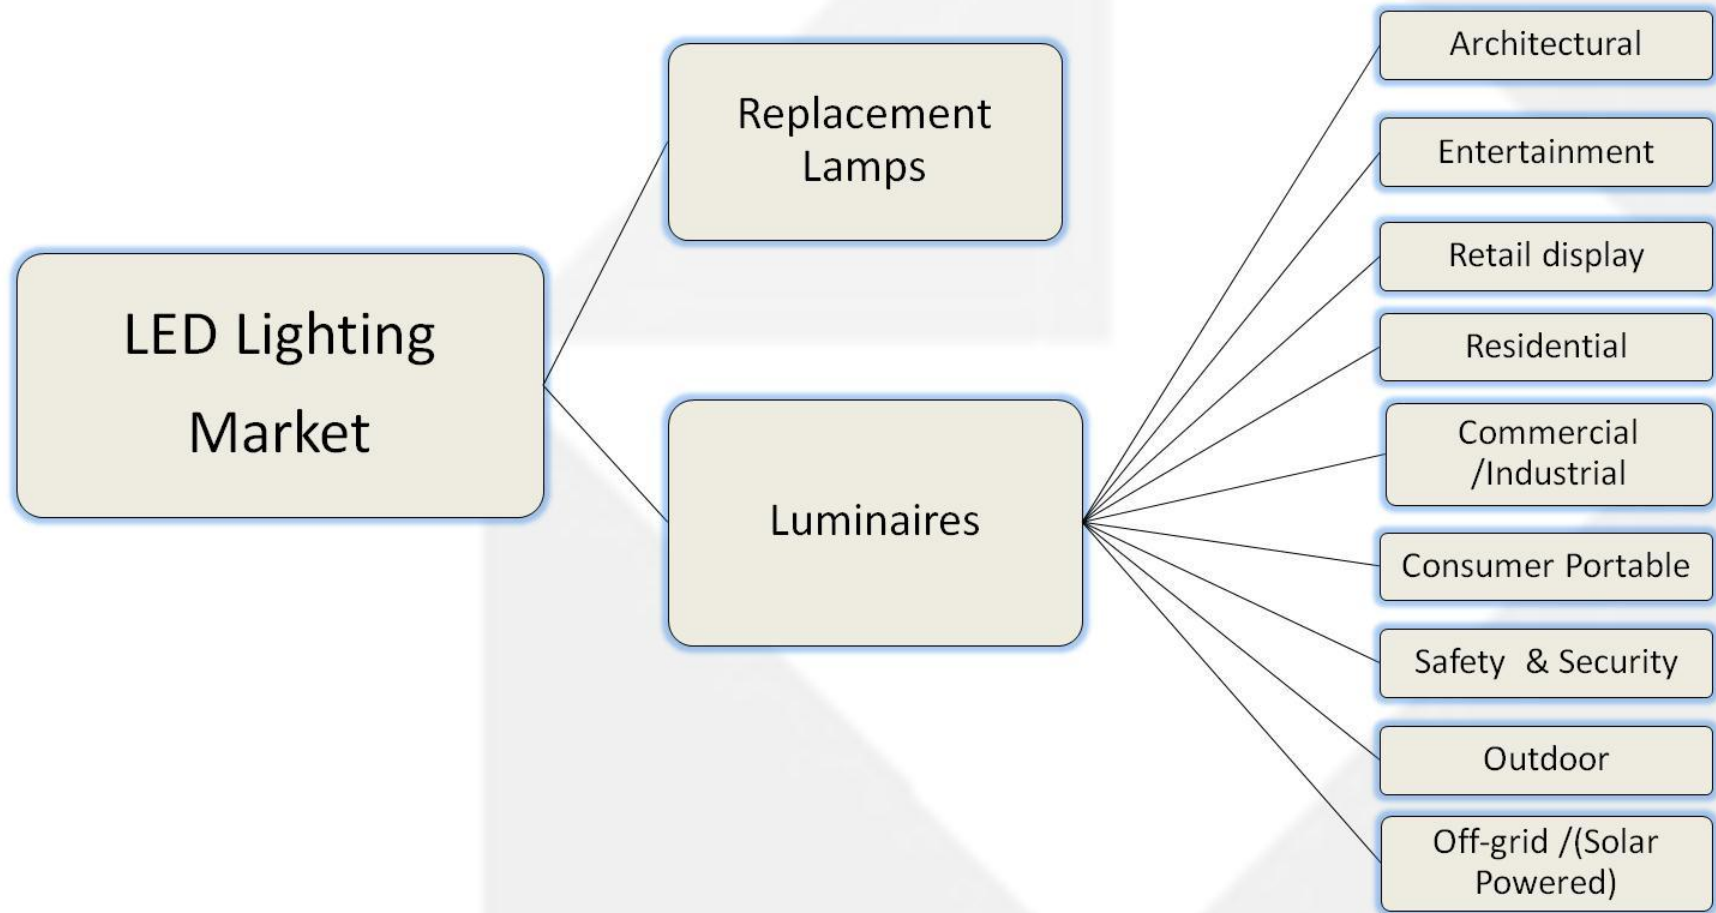 LED Lighting
Market
Replacement
Lamps
Luminaires
Architectural
Entertainment
Retail display
Residential
Commercial
/Industrial
Consumer Portable
Safety & Security
Outdoor
Off-grid /(Solar
Powered)